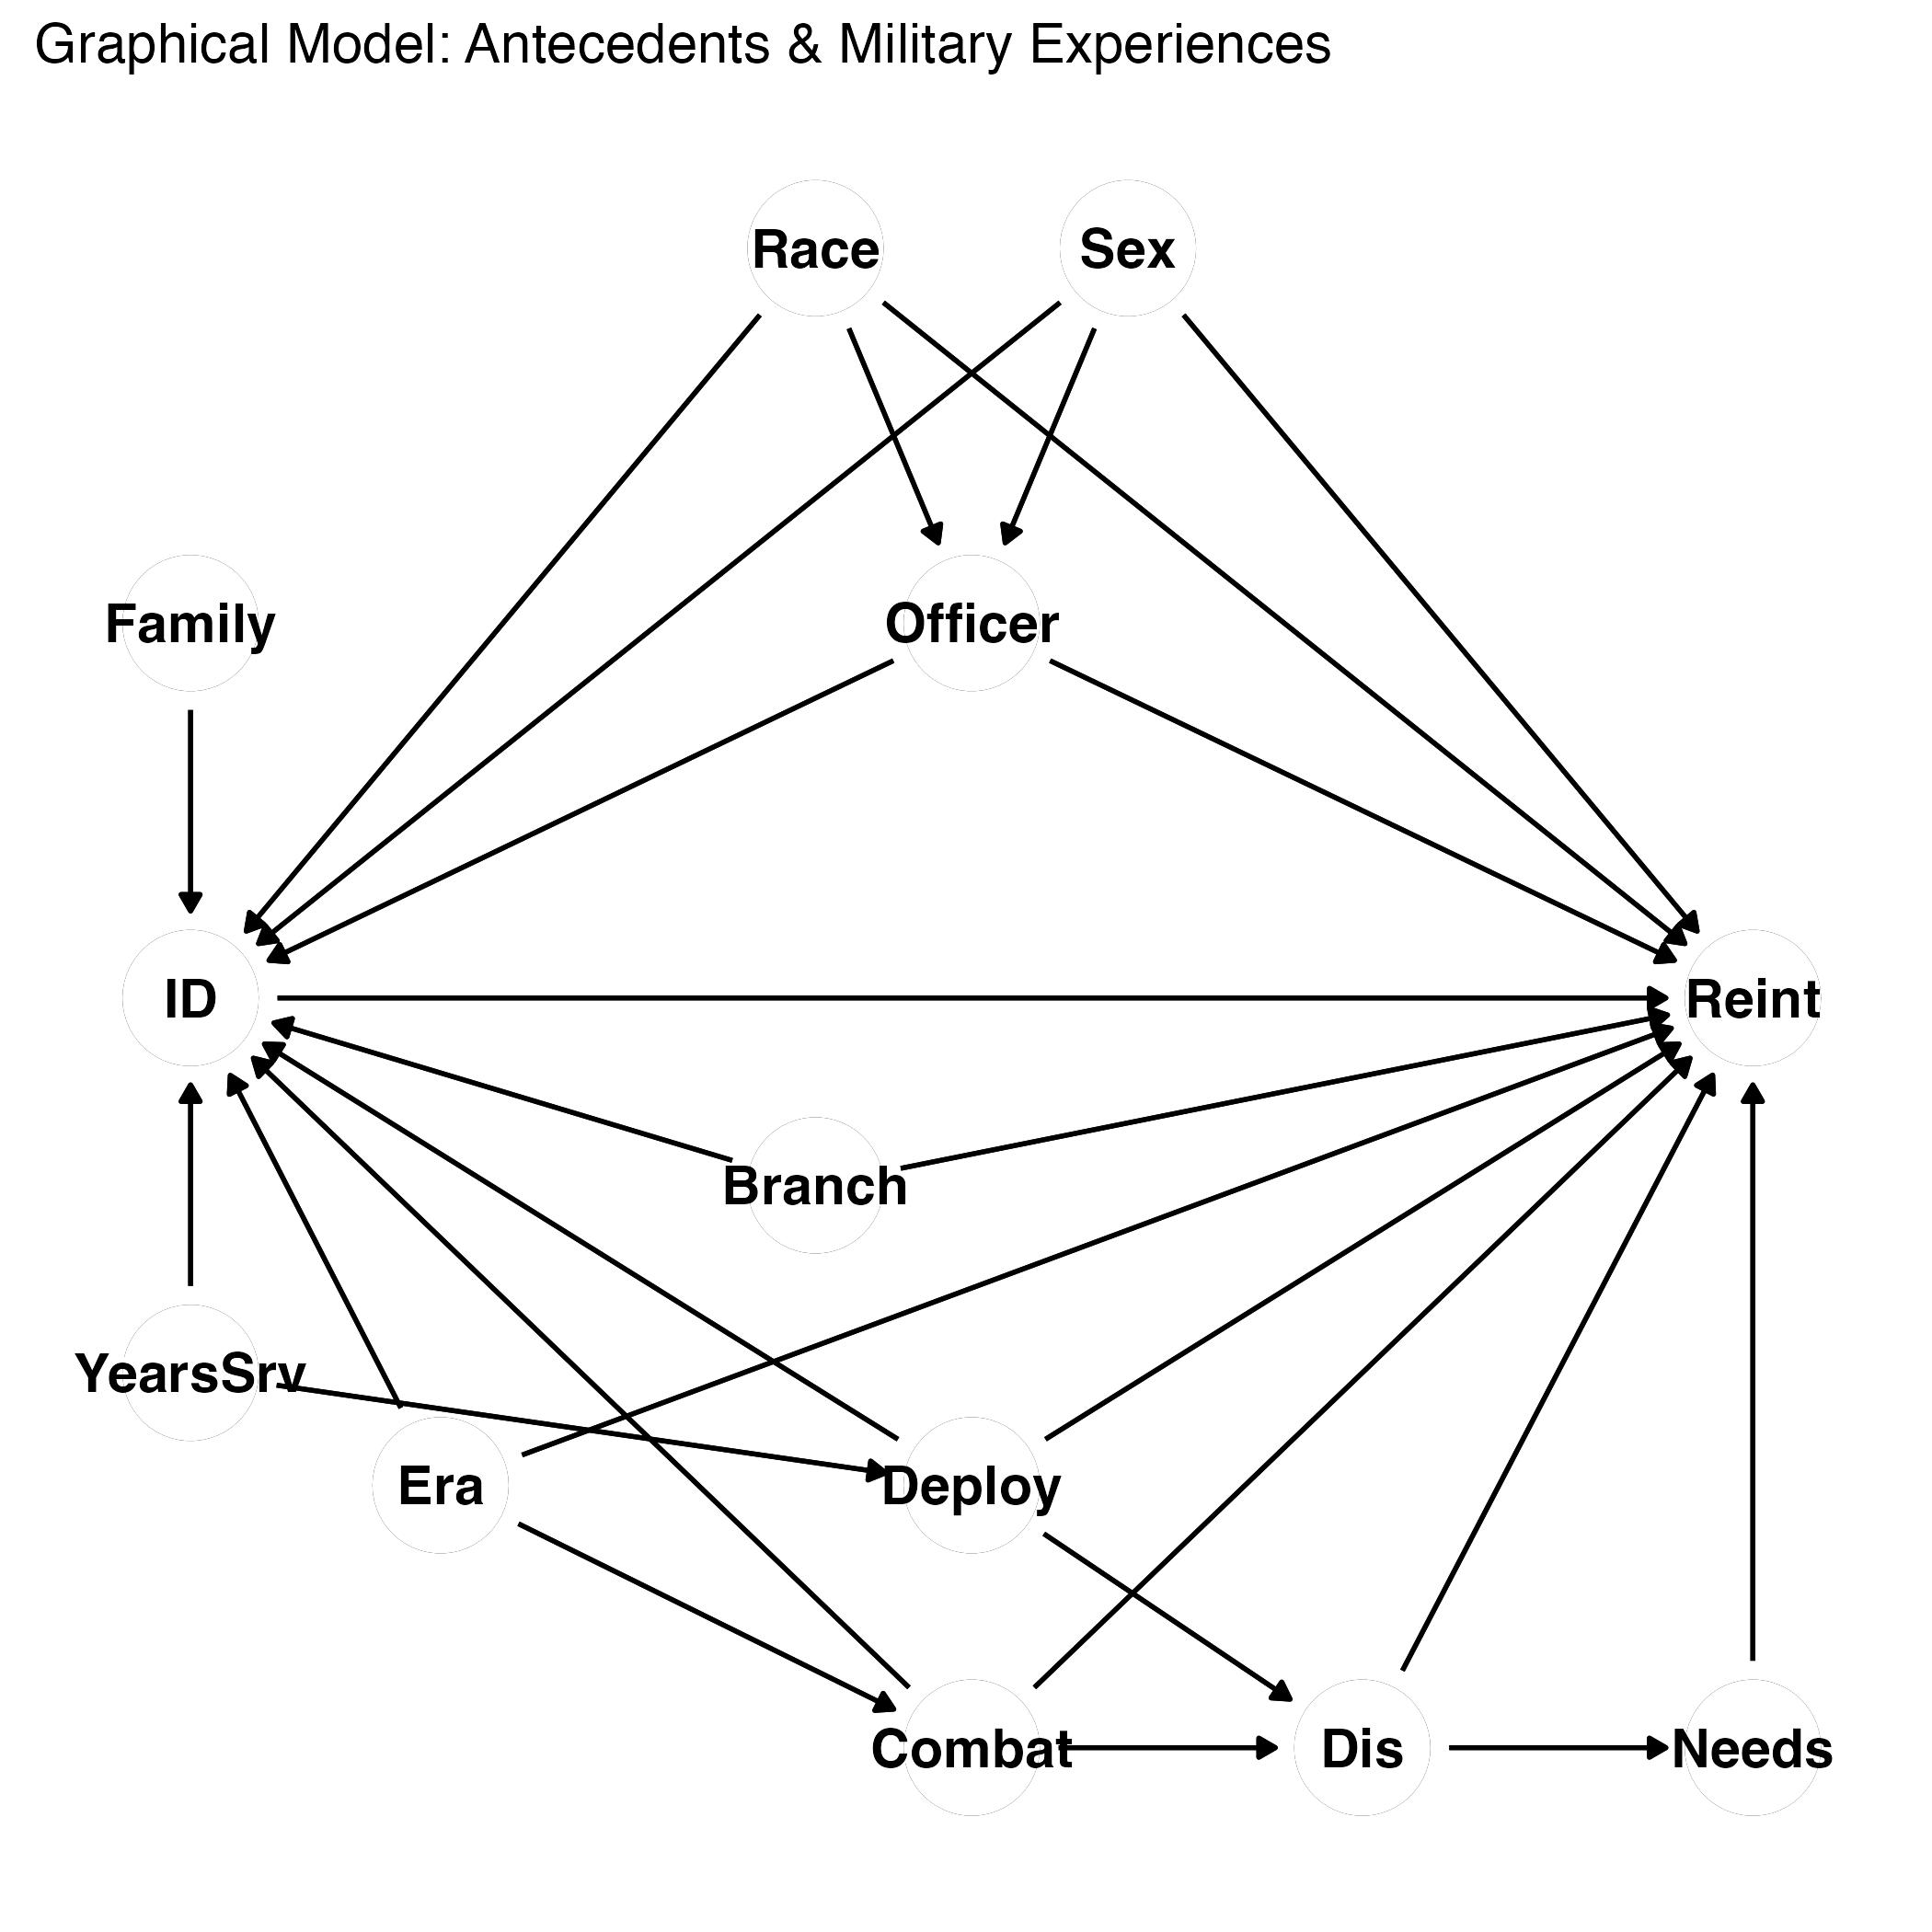 Graphical Model: Antecedents & Military Experiences
Race
Sex
Family
Officer
ID
Reint
Branch
YearsSrv
Era
Deploy
Combat
Dis
Needs